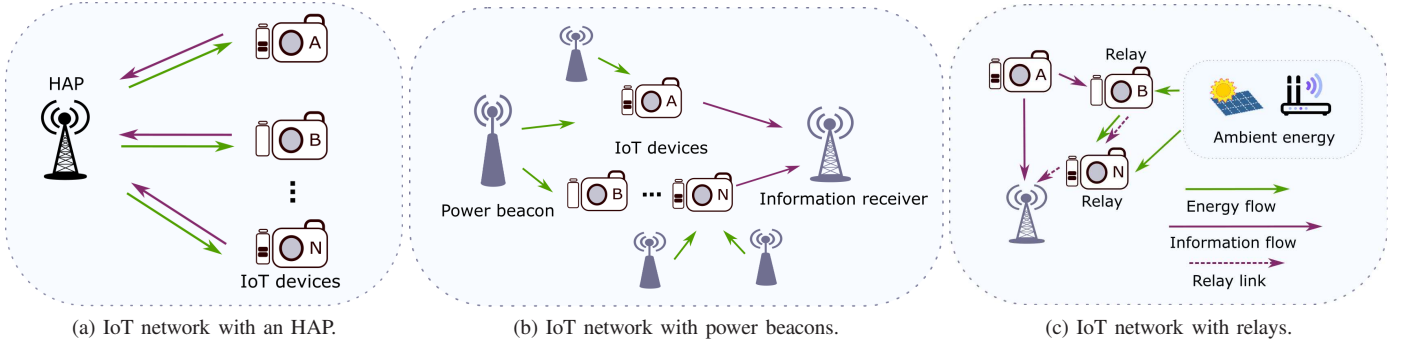 HAP
A
B
N
IoT devices
(a) IoT network with an HAP.
A
IoT devices
B
N
Power beacon
Information receiver
(b) IoT network with power beacons.
A
Relay
B
Ambient energy
N
Relay
Energy flow
Information flow
Relay link
(c) IoT network with relays.